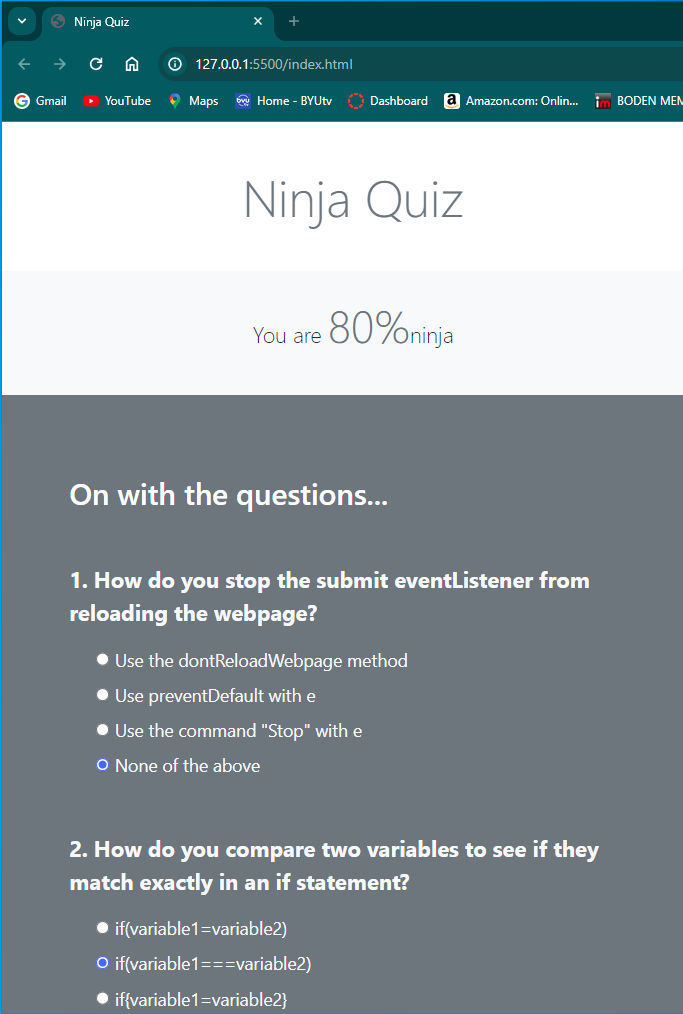 Ninja Quiz
127.0.0.1:5500/index.html
Gmail YouTube Maps byu Home - BYUtv Dashboard a Amazon.com: Onlin... im BODEN MEM
Ninja Quiz
You are 80%ninja
On with the questions...
1. How do you stop the submit eventListener from
reloading the webpage?
Use the dontReloadWebpage method
Use preventDefault with e
Use the command "Stop" with e
None of the above
2. How do you compare two variables to see if they
match exactly in an if statement?
if(variable1=variable2)
if(variable1===variable2)
if{variable1=variable2}